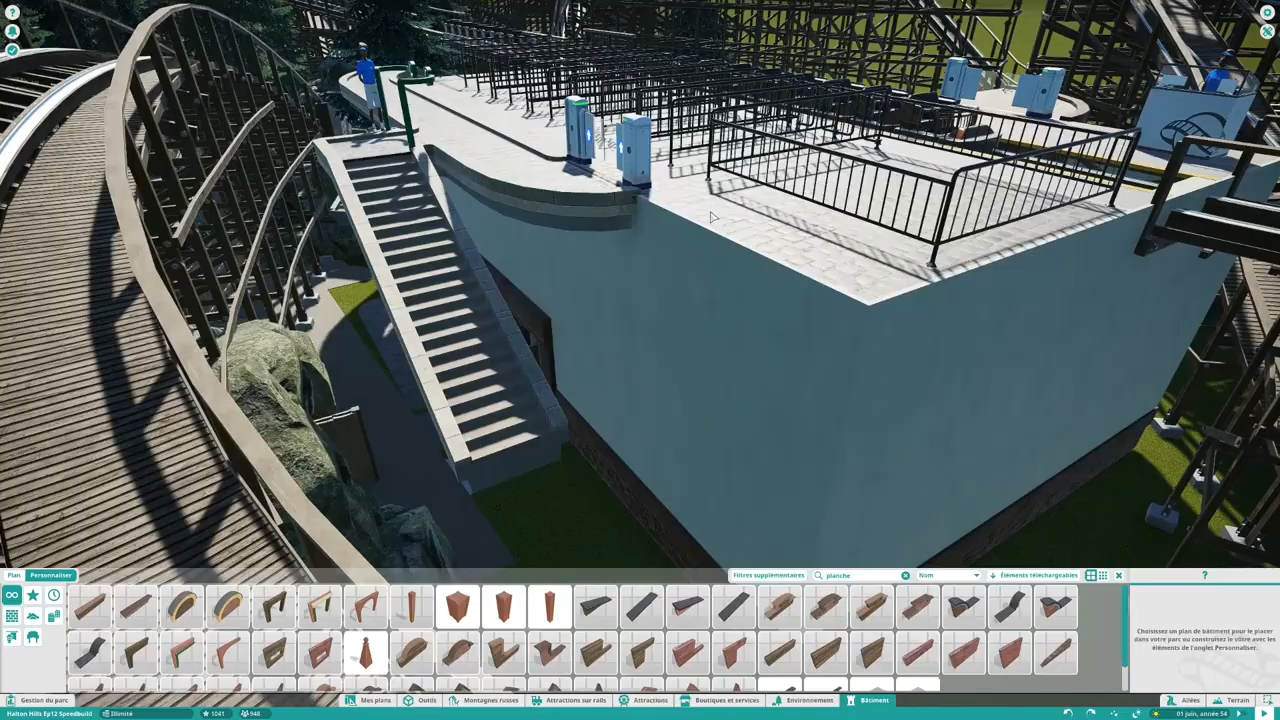 ?
Plan Personnaliser
Filtres supplémentaires planche Nom Éléments téléchargeables ?
Choisissez un plan de bâtiment pour le placer
dans votre parc ou construisez le vôtre avec les
éléments de l'onglet Personnaliser.
Gestion du parc Mes plans Outils Montagnes russes Attractions sur rails Attractions Boutiques et services Environnement Bâtiment Allées Terrain
Halton Hills Ep12 Speedbuild Illimité 1041 948 01 juin, année 54